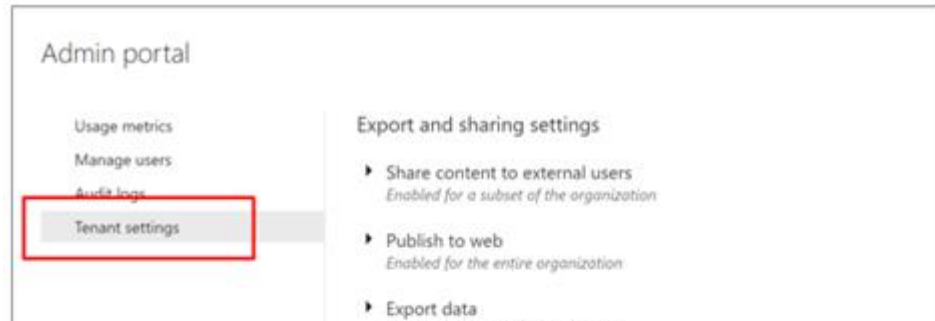 Admin portal
Usage metrics
Manage users
Audit logs
Tenant settings
Export and sharing settings
Share content to external users
Enabled for a subset of the organization
Publish to web
Enabled for the entire organization
Export data